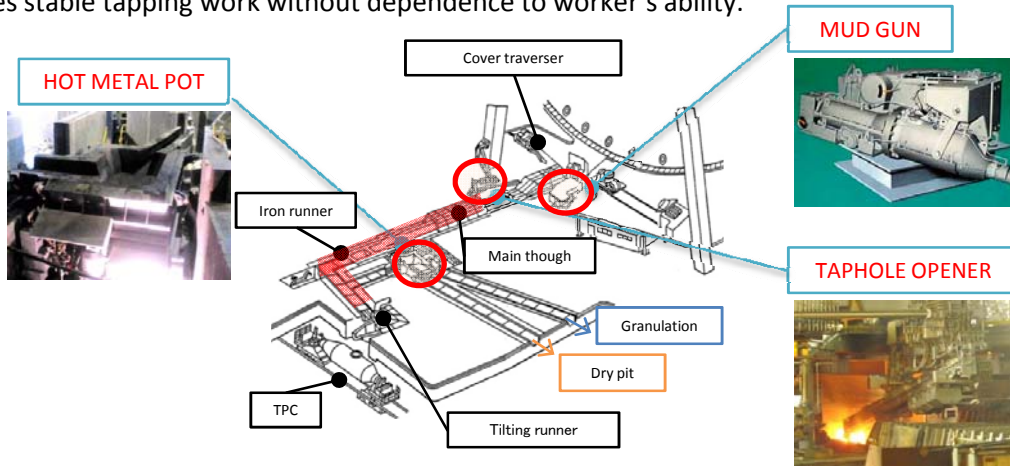 es stable tapping work without dependence to worker's ability.
MUD GUN
Cover traverser
HOT METAL POT
Iron runner
Main though
TAPHOLE OPENER
Granulation
Dry pit
TPC
Tilting runner